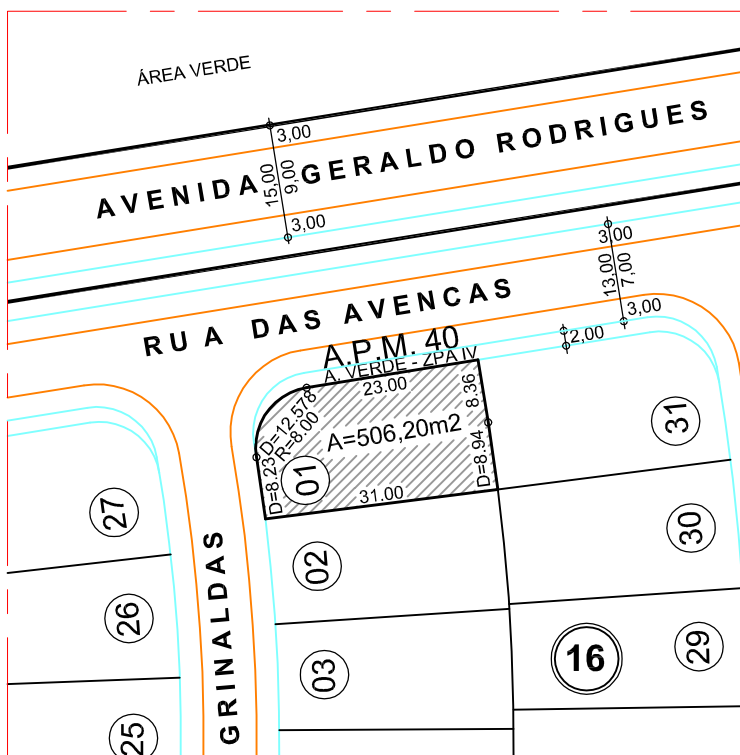 ÁREA VERDE
3,00
15,00
9,00
AVENIDA GERALDO RODRIGUES
3,00
3,00
13,00
7,00
3,00
RUA DAS AVENCAS
2,00
A.P.M. 40
A. VERDE - ZPA IV
23.00
8.36
D=12.578
R=8.00
A=506,20m2
D=8.94
D=8.23
01
31.00
31
27
30
02
26
GRINALDAS
03
16
29
25